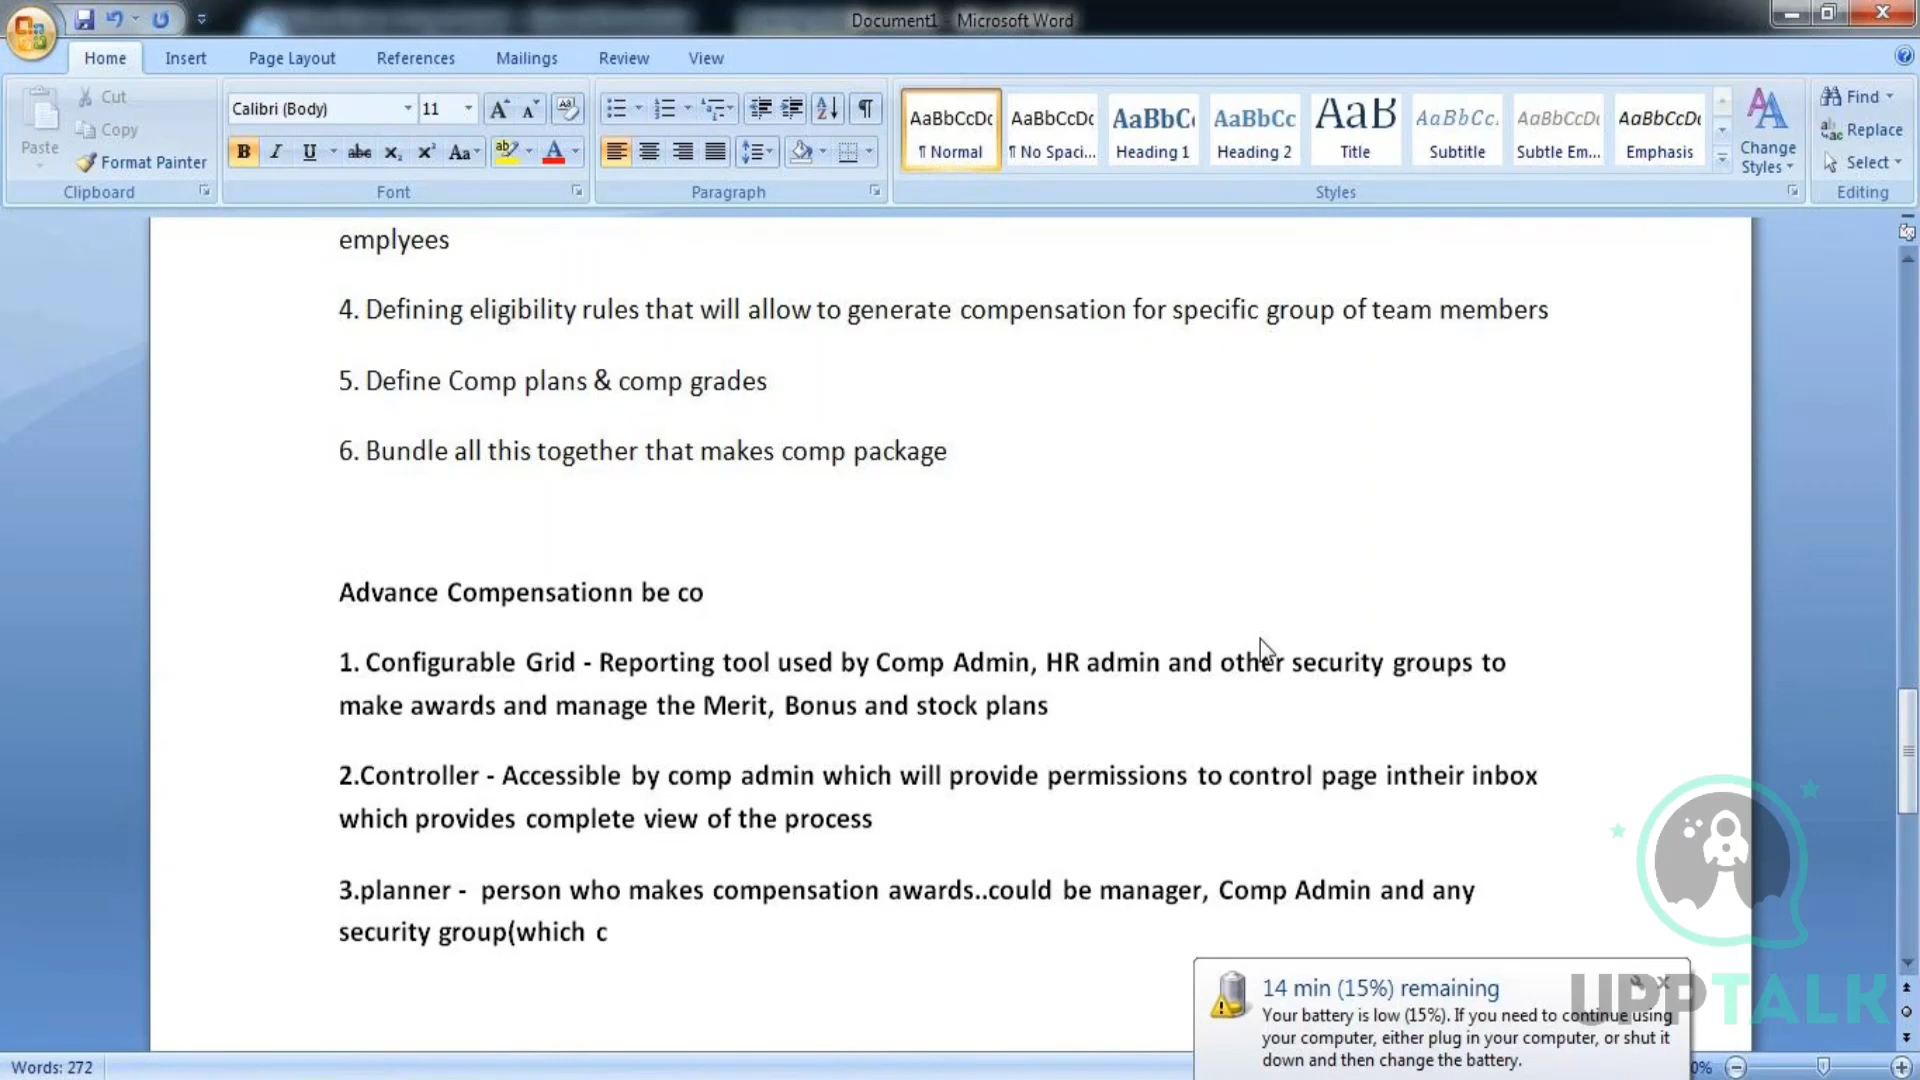 Document1 - Microsoft Word
Home Insert Page Layout References Mailings Review View
Paste
Cut
Copy
Format Painter
Clipboard
Calibri (Body) 11
Font
Paragraph
AaBbCcDc AaBbCcDc AaBbC AaBbCc AaB AaBbCc. AaBbCcDc AaBbCcDc
¶ Normal ¶ No Spaci... Heading 1 Heading 2 Title Subtitle Subtle Em... Emphasis
Styles
Change
Styles
Find
Replace
Select
Editing
emplyees
4. Defining eligibility rules that will allow to generate compensation for specific group of team members
5. Define Comp plans & comp grades
6. Bundle all this together that makes comp package
Advance Compensationn be co
1. Configurable Grid - Reporting tool used by Comp Admin, HR admin and other security groups to
make awards and manage the Merit, Bonus and stock plans
2.Controller - Accessible by comp admin which will provide permissions to control page intheir inbox
which provides complete view of the process
3.planner - person who makes compensation awards..could be manager, Comp Admin and any
security group(which c
14 min (15%) remaining
Your battery is low (15%). If you need to continue using
your computer, either plug in your computer, or shut it
down and then change the battery.
UPPTALK
Words: 272